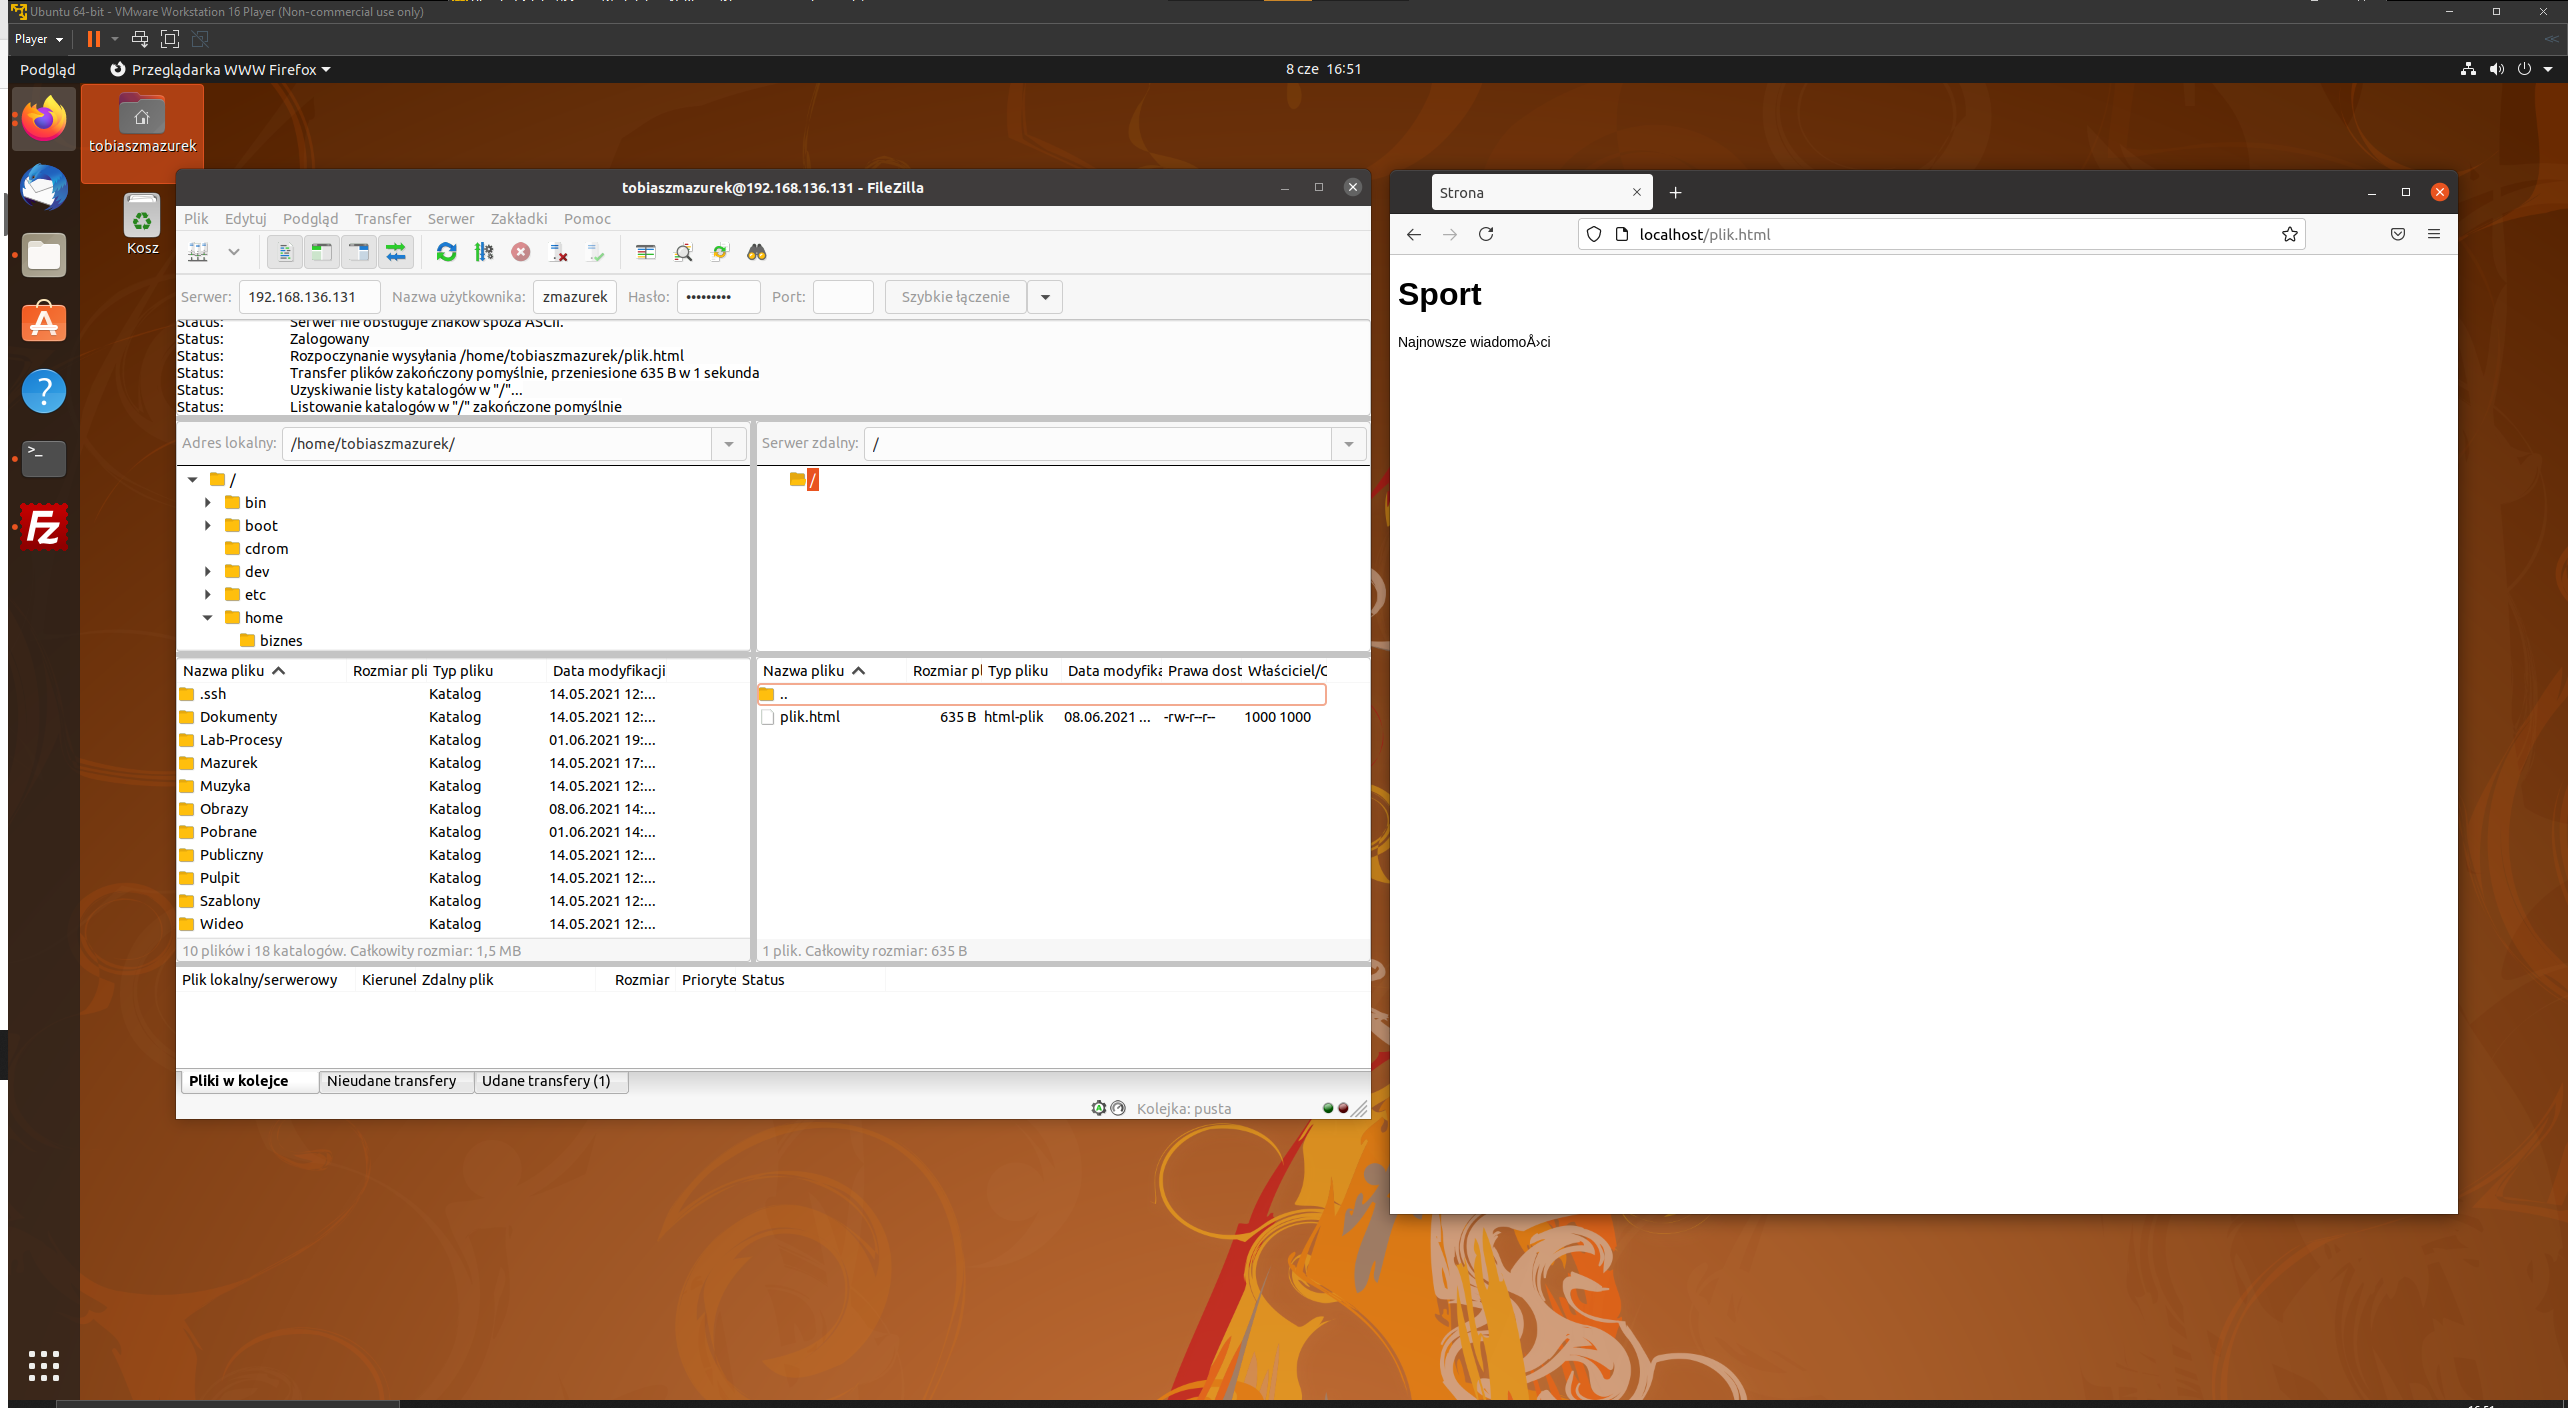 Ubuntu 64-bit - VMware Workstation 16 Player (Non-commercial use only)
Player
Podgląd
Przeglądarka WWW Firefox
8 cze 16:51
tobiaszmazurek
Kosz
tobiaszmazurek@192.168.136.131 - FileZilla
Plik Edytuj Podgląd Transfer Serwer Zakładki Pomoc
Serwer: 192.168.136.131 Nazwa użytkownika: zmazurek Hasło: ••••••••• Port: Szybkie łączenie
Status: Serwer nie obsługuje znaków spoza ASCII.
Status: Zalogowany
Status: Rozpoczynanie wysyłania /home/tobiaszmazurek/plik.html
Status: Transfer plików zakończony pomyślnie, przeniesione 635 B w 1 sekunda
Status: Uzyskiwanie listy katalogów w "/"...
Status: Listowanie katalogów w "/" zakończone pomyślnie
Adres lokalny: /home/tobiaszmazurek/
/
bin
boot
cdrom
dev
etc
home
biznes
Nazwa pliku Rozmiar pli Typ pliku Data modyfikacji
.ssh Katalog 14.05.2021 12:...
Dokumenty Katalog 14.05.2021 12:...
Lab-Procesy Katalog 01.06.2021 19:...
Mazurek Katalog 14.05.2021 17:...
Muzyka Katalog 14.05.2021 12:...
Obrazy Katalog 08.06.2021 14:...
Pobrane Katalog 01.06.2021 14:...
Publiczny Katalog 14.05.2021 12:...
Pulpit Katalog 14.05.2021 12:...
Szablony Katalog 14.05.2021 12:...
Wideo Katalog 14.05.2021 12:...
10 plików i 18 katalogów. Całkowity rozmiar: 1,5 MB
Serwer zdalny: /
/
Nazwa pliku Rozmiar pl Typ pliku Data modyfika Prawa dost Właściciel/C
..
plik.html 635 B html-plik 08.06.2021 ... -rw-r--r-- 1000 1000
1 plik. Całkowity rozmiar: 635 B
Plik lokalny/serwerowy Kierunel Zdalny plik Rozmiar Prioryte Status
Pliki w kolejce Nieudane transfery Udane transfery (1)
Kolejka: pusta
Strona
localhost/plik.html
Sport
Najnowsze wiadomoÅ›ci